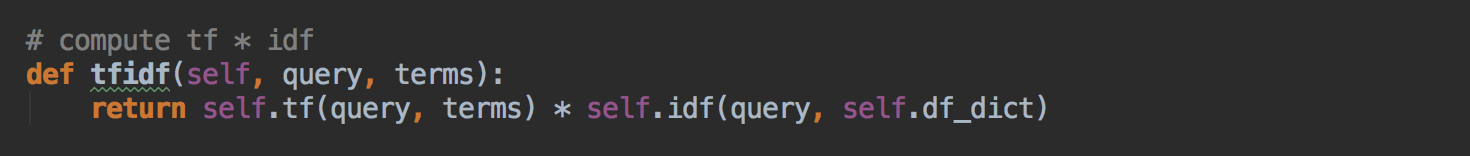 # compute tf * idf
def tfidf(self, query, terms):
    return self.tf(query, terms) * self.idf(query, self.df_dict)